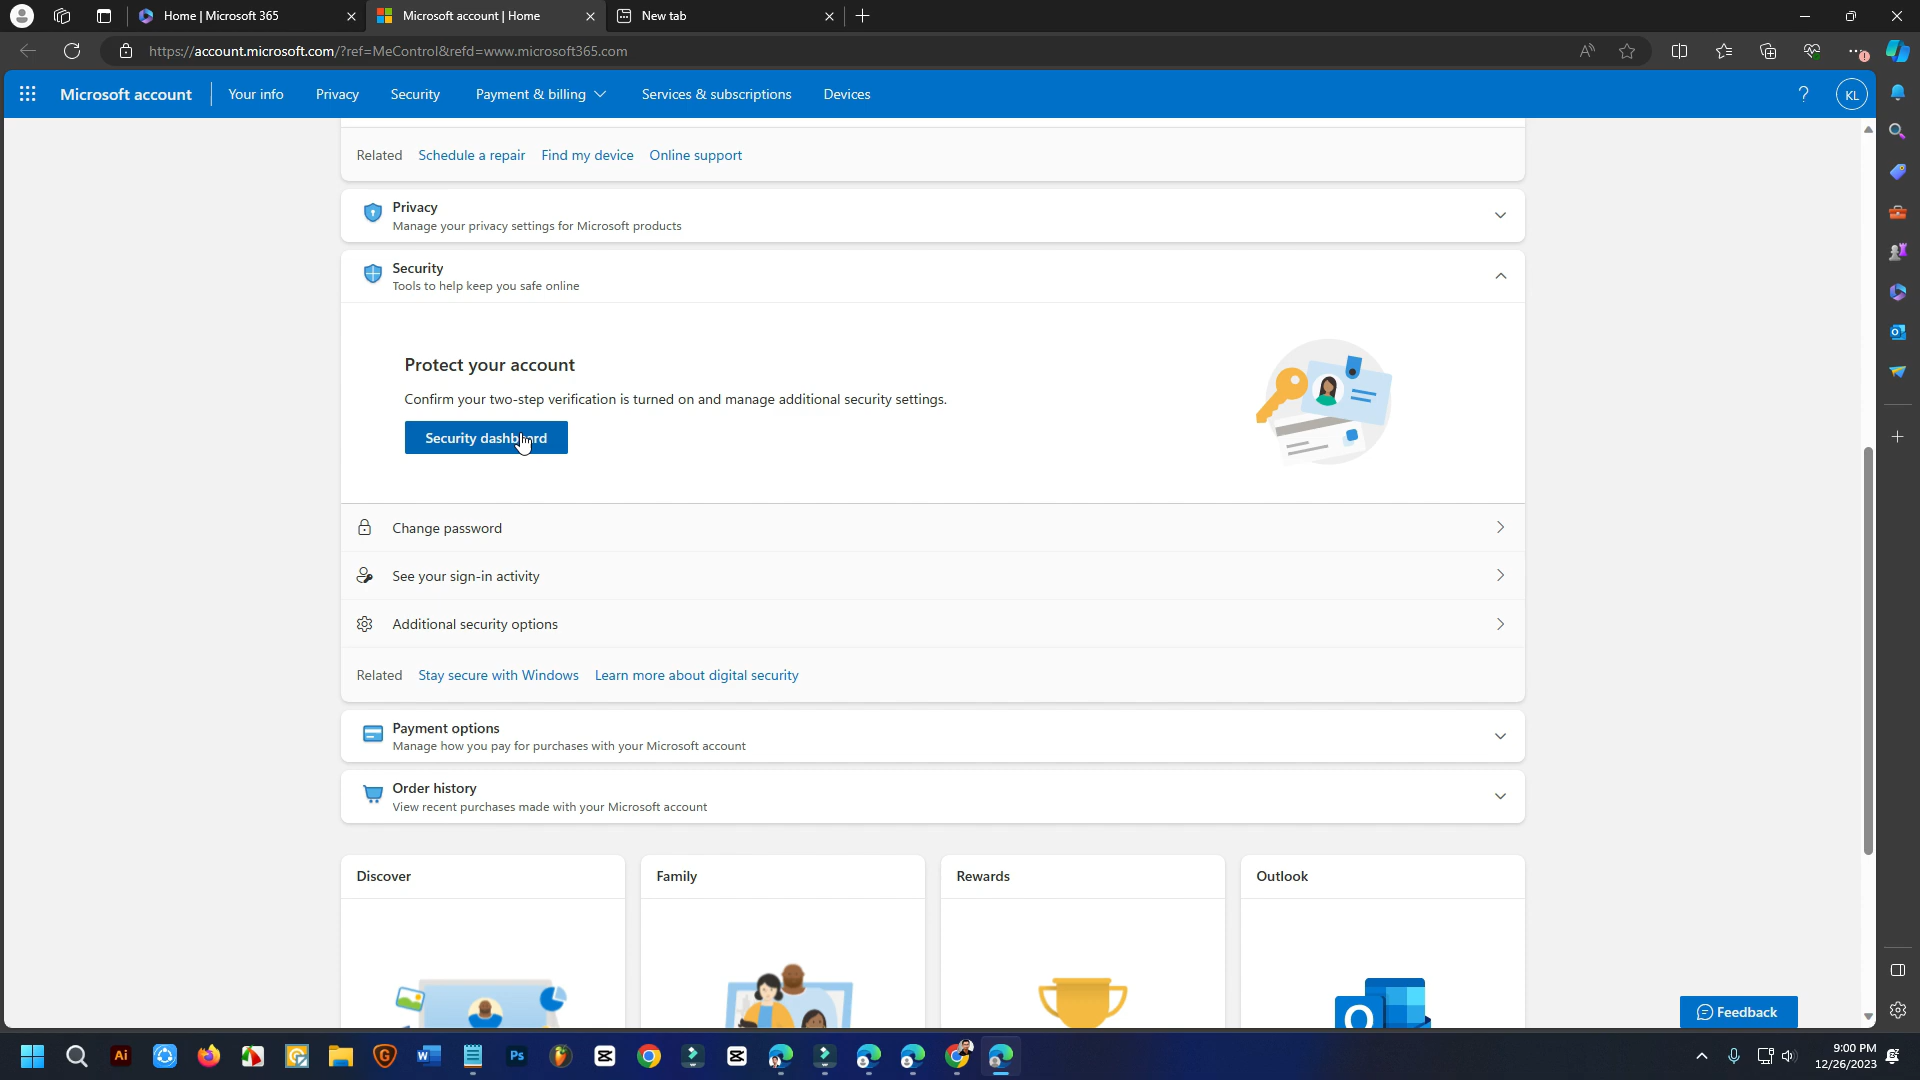 Home | Microsoft 365
Microsoft account | Home
New tab
https://account.microsoft.com/?ref=MeControl&refd=www.microsoft365.com
Microsoft account
Your info
Privacy
Security
Payment & billing
Services & subscriptions
Devices
?
KL
Related Schedule a repair Find my device Online support
Privacy
Manage your privacy settings for Microsoft products
Security
Tools to help keep you safe online
Protect your account
Confirm your two-step verification is turned on and manage additional security settings.
Security dashboard
Change password
See your sign-in activity
Additional security options
Related Stay secure with Windows Learn more about digital security
Payment options
Manage how you pay for purchases with your Microsoft account
Order history
View recent purchases made with your Microsoft account
Discover
Family
Rewards
Outlook
Feedback
9:00 PM
12/26/2023